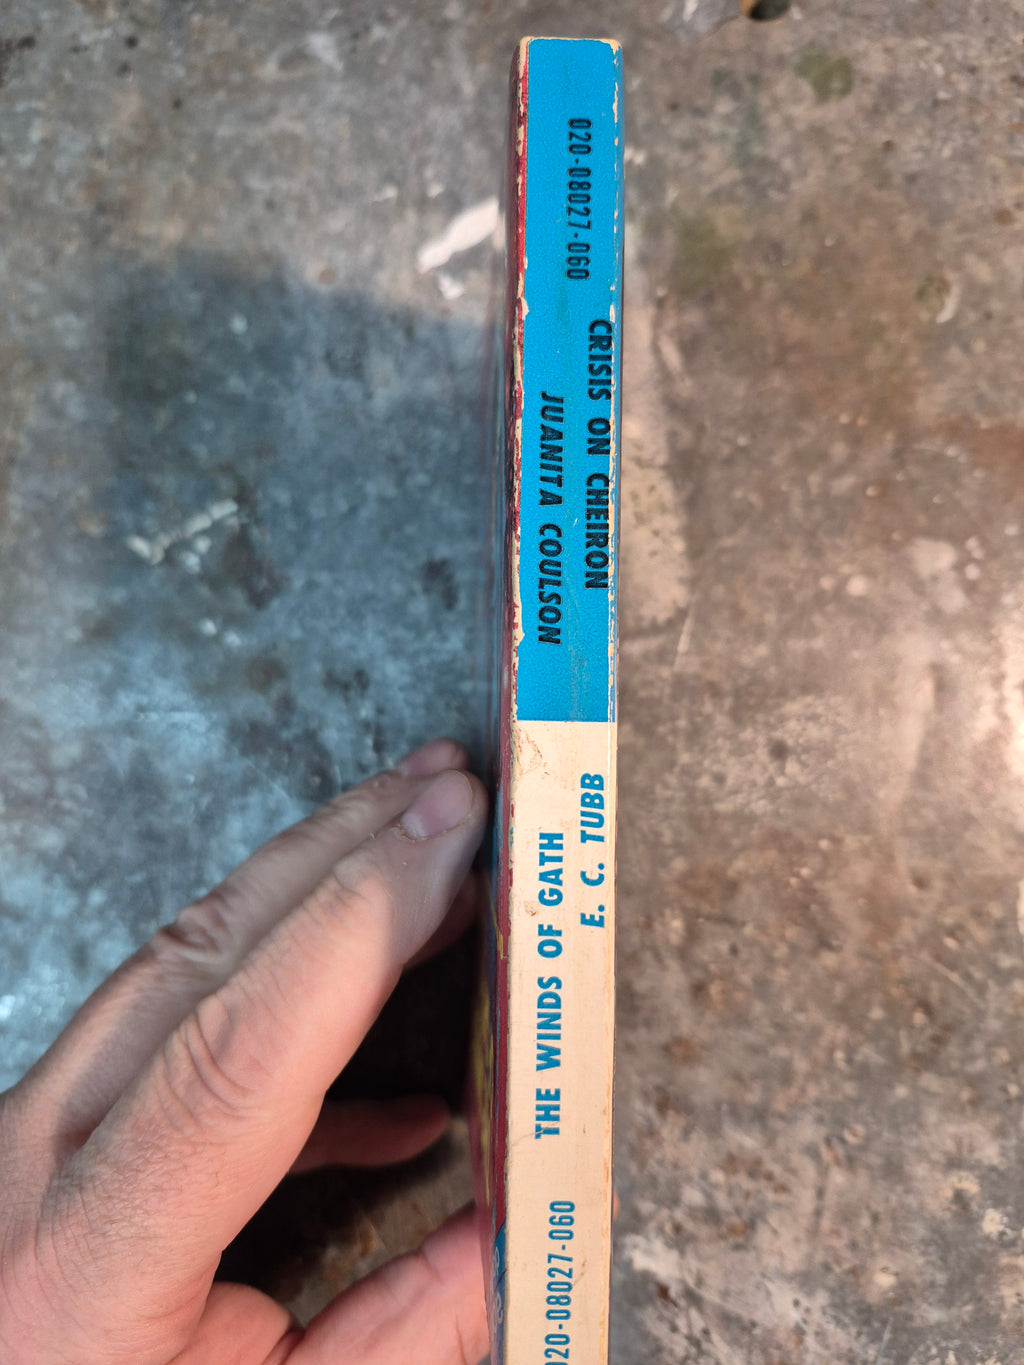 020-08027-060
CRISIS ON CHEIRON
JUANITA COULSON
THE WINDS OF GATH
E. C. TUBB
020-08027-060